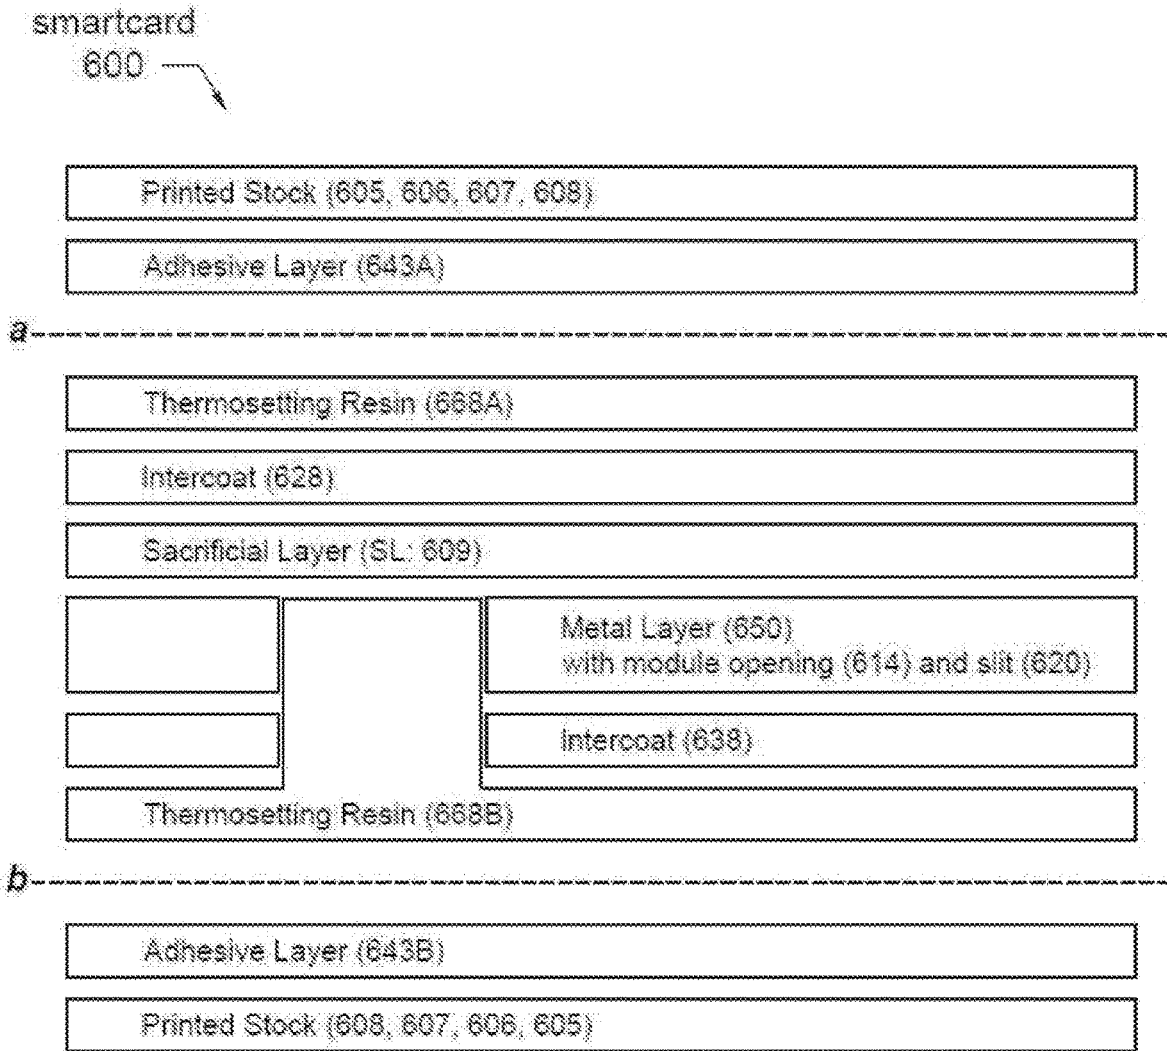 smartcard
600
Printed Stock (605, 606, 607, 608)
Adhesive Layer (643A)
a
Thermosetting Resin (668A)
Intercoat (628)
Sacrificial Layer (SL: 609)
Metal Layer (650)
with module opening (614) and slit (620)
Intercoat (638)
Thermosetting Resin (668B)
b
Adhesive Layer (643B)
Printed Stock (608, 607, 606, 605)